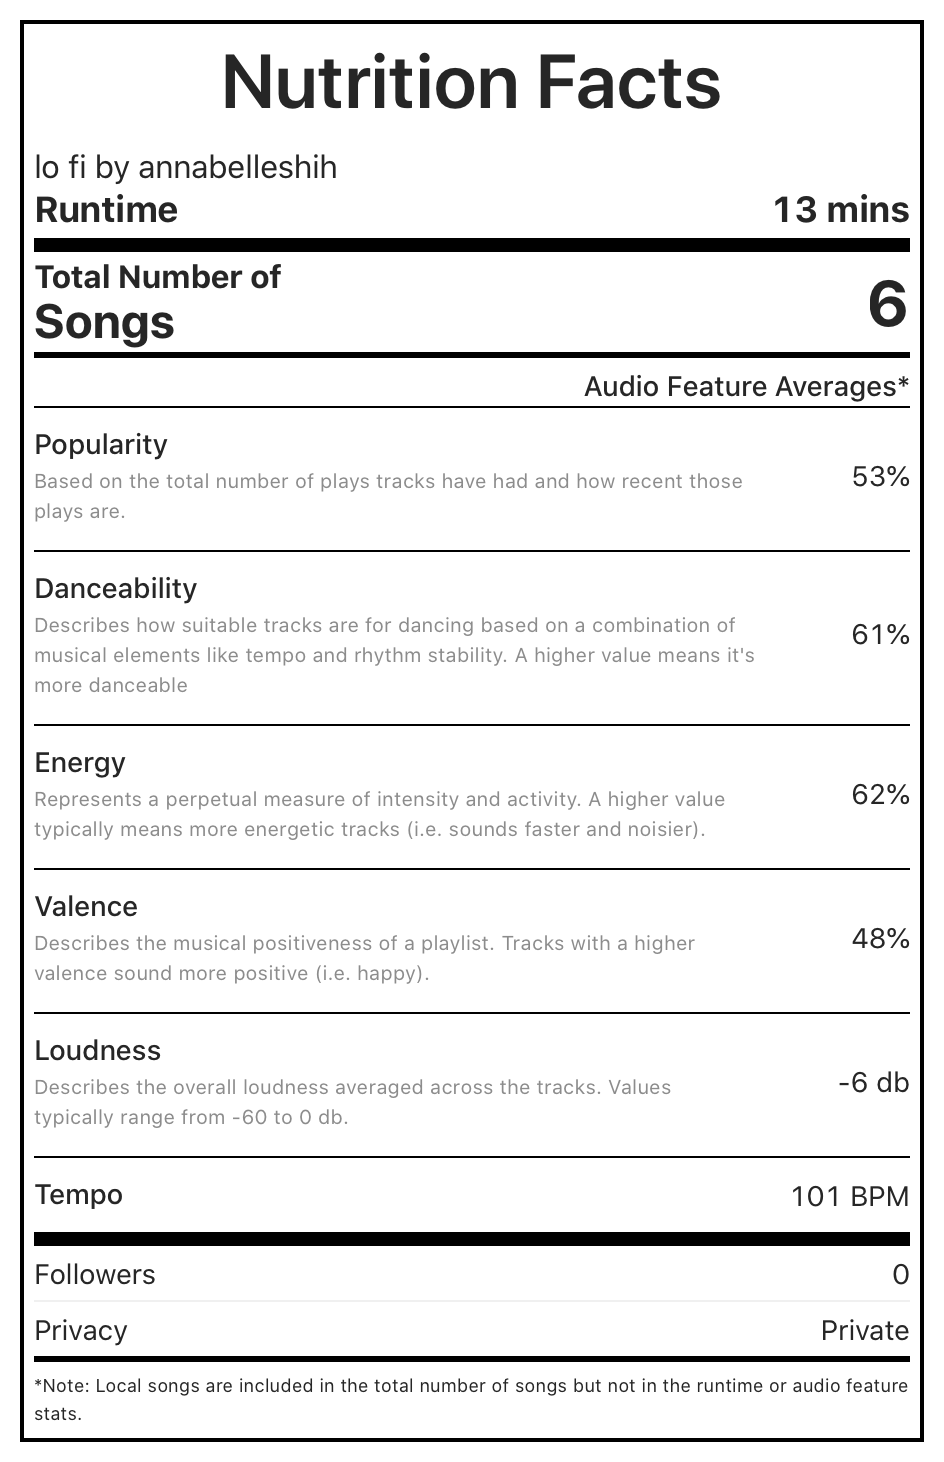 Nutrition Facts
lo fi by annabelleshih
Runtime 13 mins
Total Number of
Songs 6
Audio Feature Averages*
Popularity
Based on the total number of plays tracks have had and how recent those
plays are.
53%
Danceability
Describes how suitable tracks are for dancing based on a combination of
musical elements like tempo and rhythm stability. A higher value means it's
more danceable
61%
Energy
Represents a perpetual measure of intensity and activity. A higher value
typically means more energetic tracks (i.e. sounds faster and noisier).
62%
Valence
Describes the musical positiveness of a playlist. Tracks with a higher
valence sound more positive (i.e. happy).
48%
Loudness
Describes the overall loudness averaged across the tracks. Values
typically range from -60 to 0 db.
-6 db
Tempo 101 BPM
Followers 0
Privacy Private
*Note: Local songs are included in the total number of songs but not in the runtime or audio feature
stats.